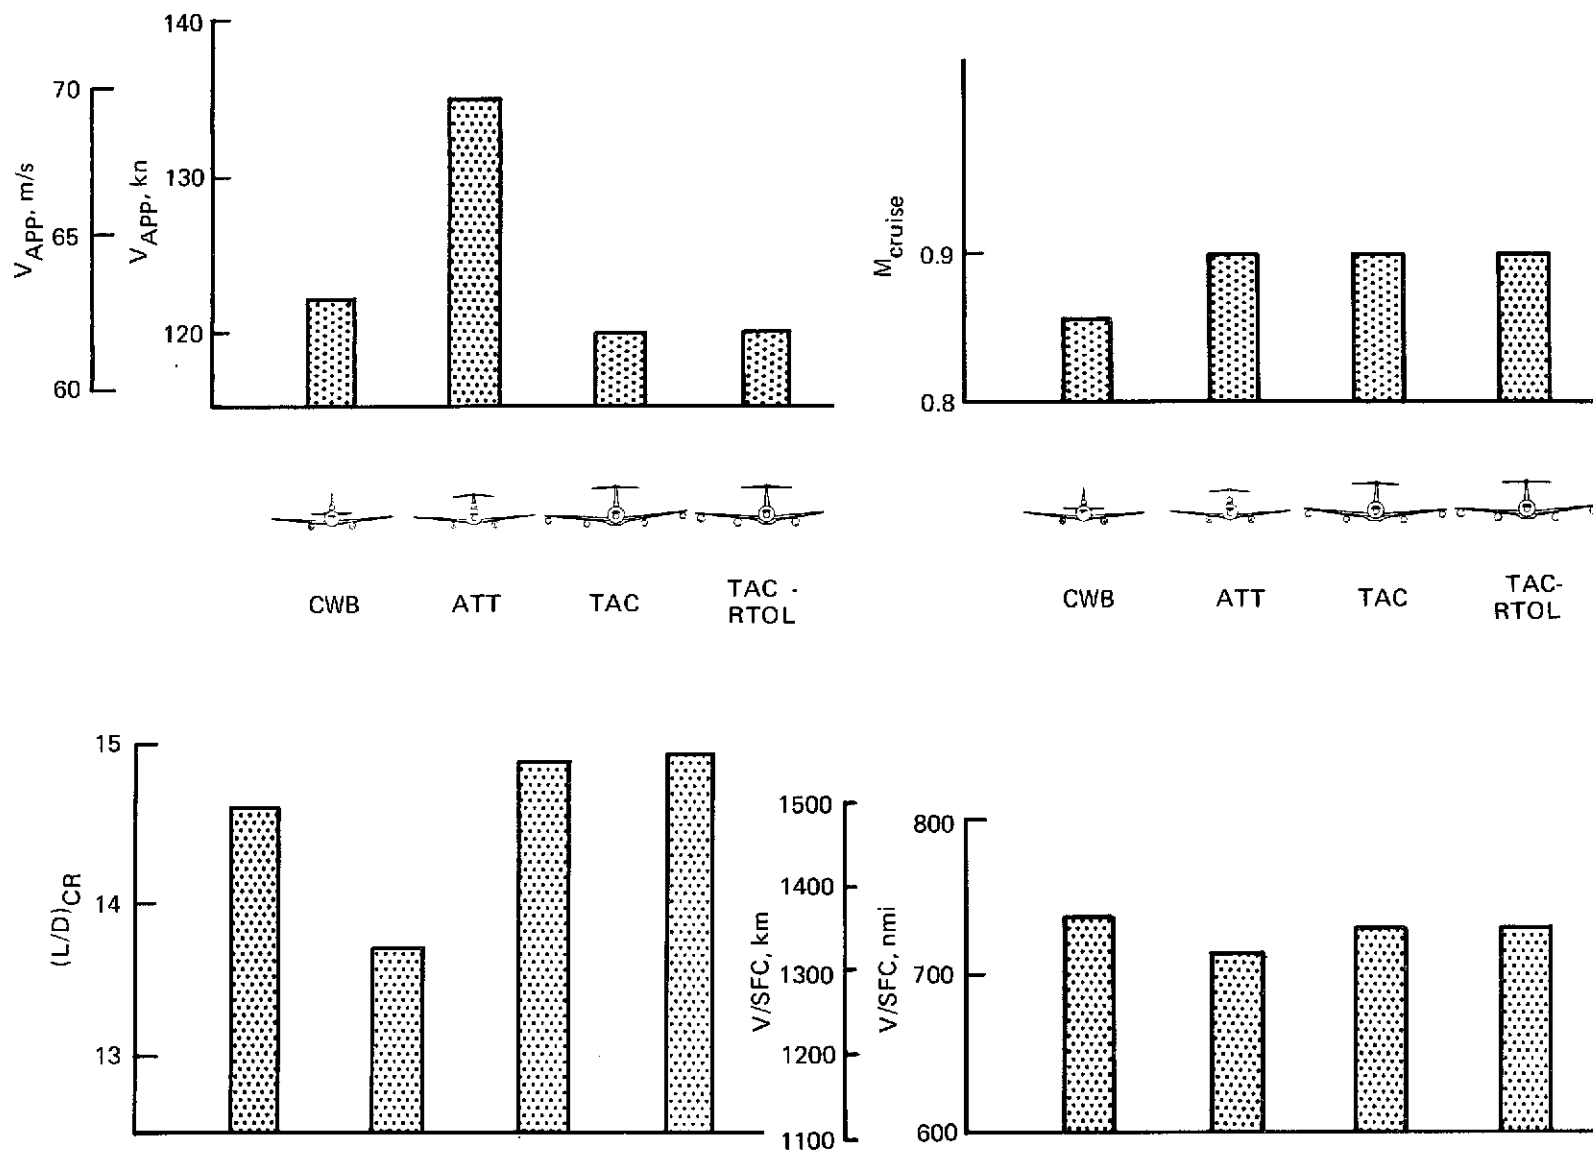 140
130
120
V_APP, kn
70
65
60
V_APP, m/s
0.9
0.8
M_cruise
CWB
ATT
TAC
TAC -
RTOL
CWB
ATT
TAC
TAC-
RTOL
15
14
13
(L/D)_CR
1500
1400
1300
1200
1100
V/SFC, km
800
700
600
V/SFC, nmi